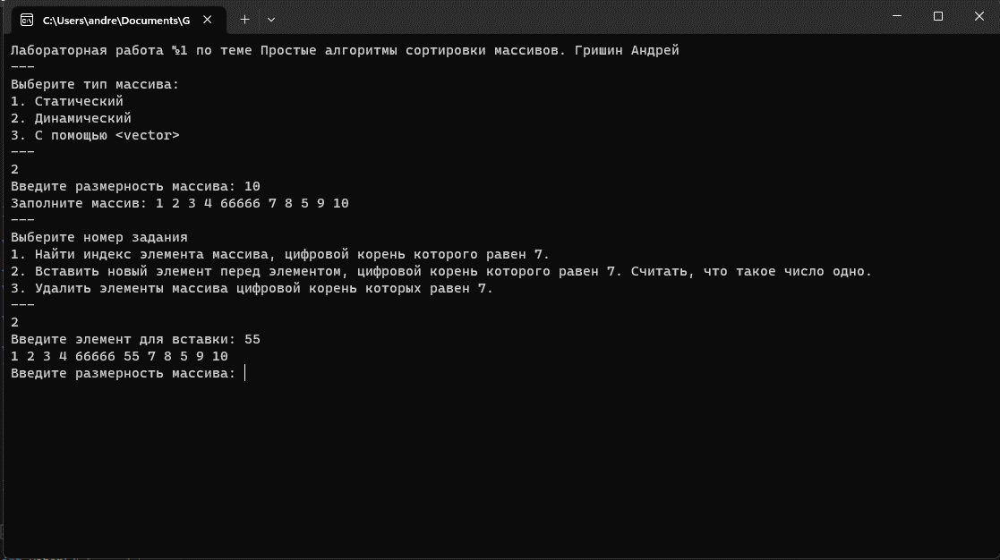 C:\Users\andre\Documents\G
Лабораторная работа №1 по теме Простые алгоритмы сортировки массивов. Гришин Андрей
---
Выберите тип массива:
1. Статический
2. Динамический
3. С помощью <vector>
---
2
Введите размерность массива: 10
Заполните массив: 1 2 3 4 66666 7 8 5 9 10
---
Выберите номер задания
1. Найти индекс элемента массива, цифровой корень которого равен 7.
2. Вставить новый элемент перед элементом, цифровой корень которого равен 7. Считать, что такое число одно.
3. Удалить элементы массива цифровой корень которых равен 7.
---
2
Введите элемент для вставки: 55
1 2 3 4 66666 55 7 8 5 9 10
Введите размерность массива: